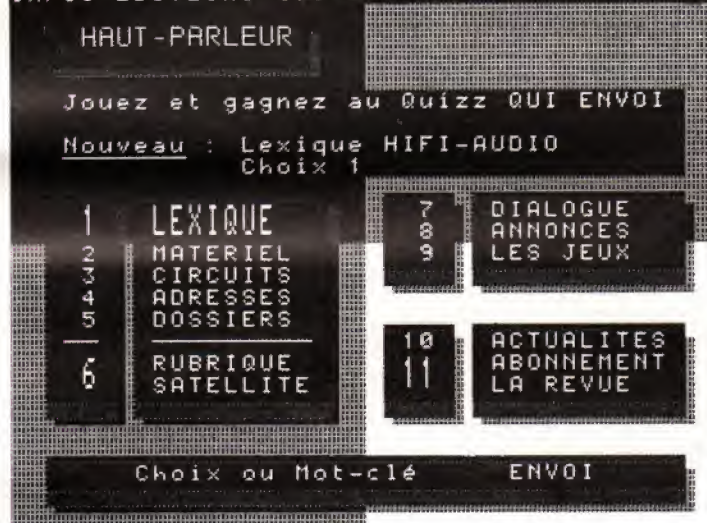 HAUT-PARLEUR
Jouez et gagnez au Quizz QUI ENVOI
Nouveau : Lexique HIFI-AUDIO
Choix 1
1 LEXIQUE
2 MATERIEL
3 CIRCUITS
4 ADRESSES
5 DOSSIERS
6 RUBRIQUE
SATELLITE
7 DIALOGUE
8 ANNONCES
9 LES JEUX
10 ACTUALITES
11 ABONNEMENT
LA REVUE
Choix ou Mot-clé ENVOI